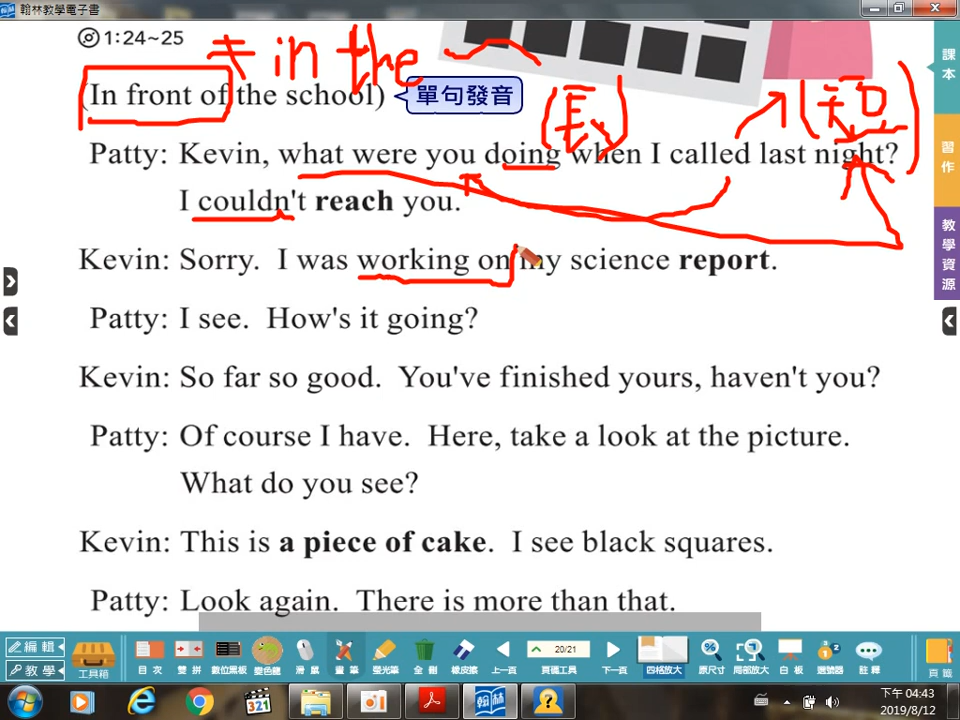 翰林教學電子書
1:24~25
≠ in the
(In front of the school) 單句發音
(長) (短)
Patty: Kevin, what were you doing when I called last night?
I couldn't reach you.
Kevin: Sorry. I was working on my science report.
Patty: I see. How's it going?
Kevin: So far so good. You've finished yours, haven't you?
Patty: Of course I have. Here, take a look at the picture.
What do you see?
Kevin: This is a piece of cake. I see black squares.
Patty: Look again. There is more than that.
課本
習作
教學資源
編輯
教學
工具箱 目次 雙拼 數位黑板 變色龍 滑鼠 畫筆 螢光筆 全刪 橡皮擦 上一頁 20/21 頁碼工具 下一頁 四格放大 原尺寸 局部放大 白板 選號器 註釋 頁籤
321
翰林
下午 04:43
2019/8/12